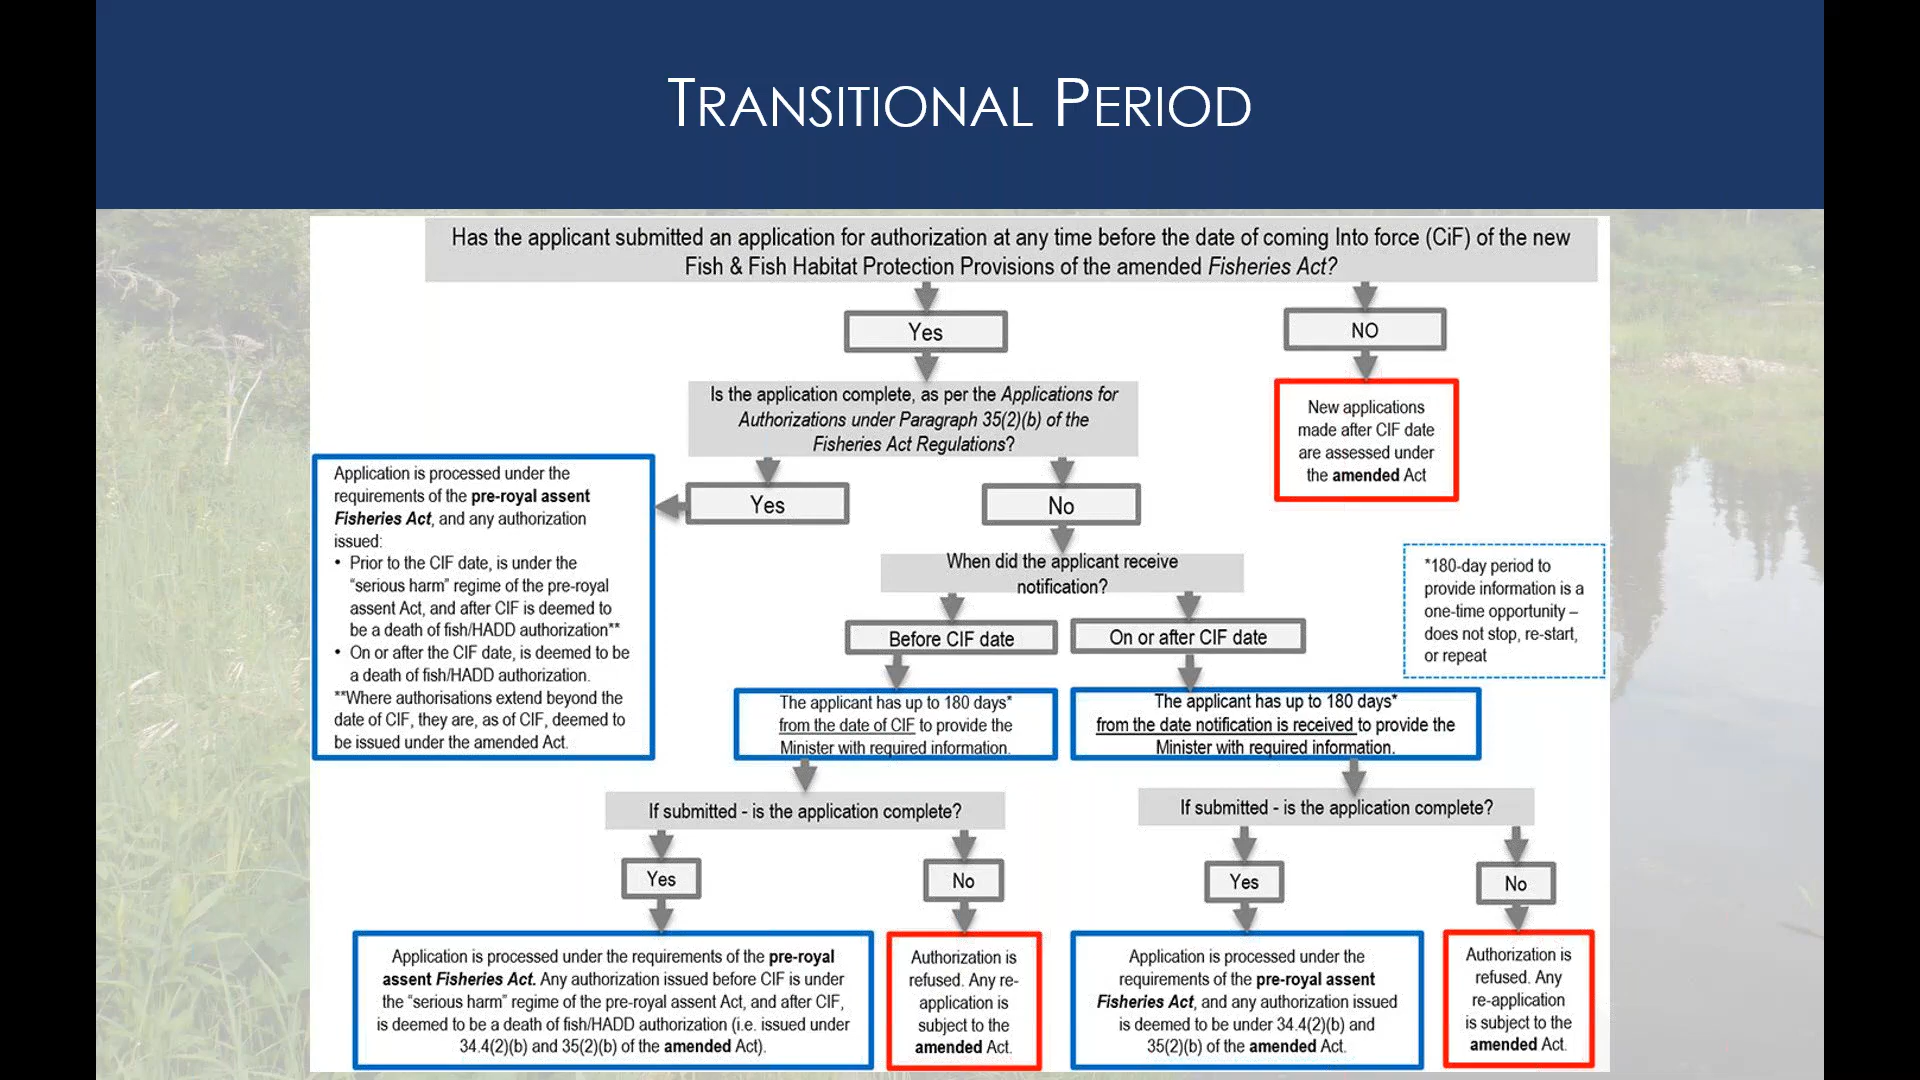 TRANSITIONAL PERIOD
Has the applicant submitted an application for authorization at any time before the date of coming Into force (CiF) of the new
Fish & Fish Habitat Protection Provisions of the amended Fisheries Act?
Yes
NO
Is the application complete, as per the Applications for
Authorizations under Paragraph 35(2)(b) of the
Fisheries Act Regulations?
New applications
made after CIF date
are assessed under
the amended Act
Yes
No
Application is processed under the
requirements of the pre-royal assent
Fisheries Act, and any authorization
issued:
• Prior to the CIF date, is under the
“serious harm” regime of the pre-royal
assent Act, and after CIF is deemed to
be a death of fish/HADD authorization**
• On or after the CIF date, is deemed to be
a death of fish/HADD authorization.
**Where authorisations extend beyond the
date of CIF, they are, as of CIF, deemed to
be issued under the amended Act.
When did the applicant receive
notification?
*180-day period to
provide information is a
one-time opportunity –
does not stop, re-start,
or repeat
Before CIF date
On or after CIF date
The applicant has up to 180 days*
from the date of CIF to provide the
Minister with required information.
The applicant has up to 180 days*
from the date notification is received to provide the
Minister with required information.
If submitted - is the application complete?
If submitted - is the application complete?
Yes
No
Yes
No
Application is processed under the requirements of the pre-royal
assent Fisheries Act. Any authorization issued before CIF is under
the “serious harm” regime of the pre-royal assent Act, and after CIF,
is deemed to be a death of fish/HADD authorization (i.e. issued under
34.4(2)(b) and 35(2)(b) of the amended Act).
Authorization is
refused. Any re-
application is
subject to the
amended Act.
Application is processed under the
requirements of the pre-royal assent
Fisheries Act, and any authorization issued
is deemed to be under 34.4(2)(b) and
35(2)(b) of the amended Act.
Authorization is
refused. Any
re-application
is subject to the
amended Act.